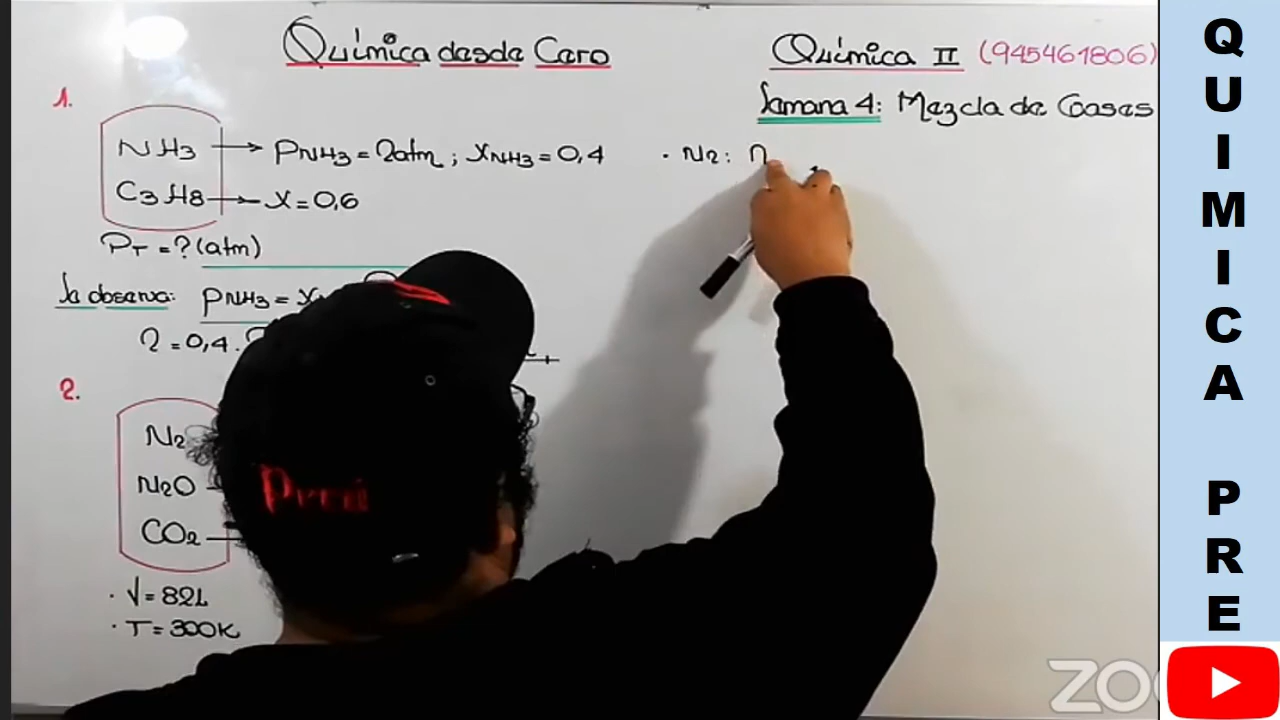 Química desde Cero
Química II (945461806)
Semana 4: Mezcla de Gases
1.
NH3 → PNH3 = 2atm ; XNH3 = 0,4
C3H8 → X = 0,6
PT = ? (atm)
Se observa: PNH3 = X
2 = 0,4 .
2.
N2
N2O
CO2
· V = 82L
· T = 300K
· N2: n
QUIMICA PRE